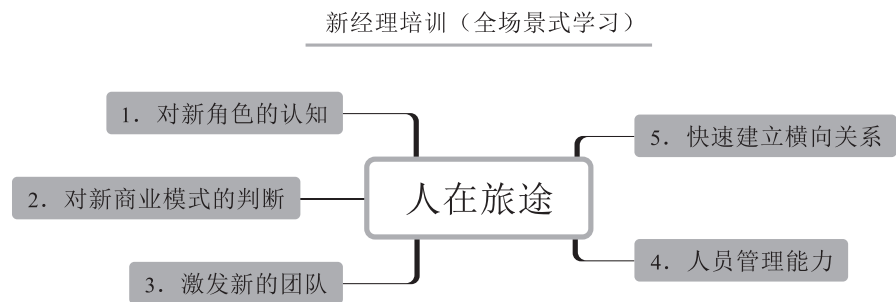 新经理培训（全场景式学习）
1. 对新角色的认知
2. 对新商业模式的判断
3. 激发新的团队
人在旅途
5. 快速建立横向关系
4. 人员管理能力